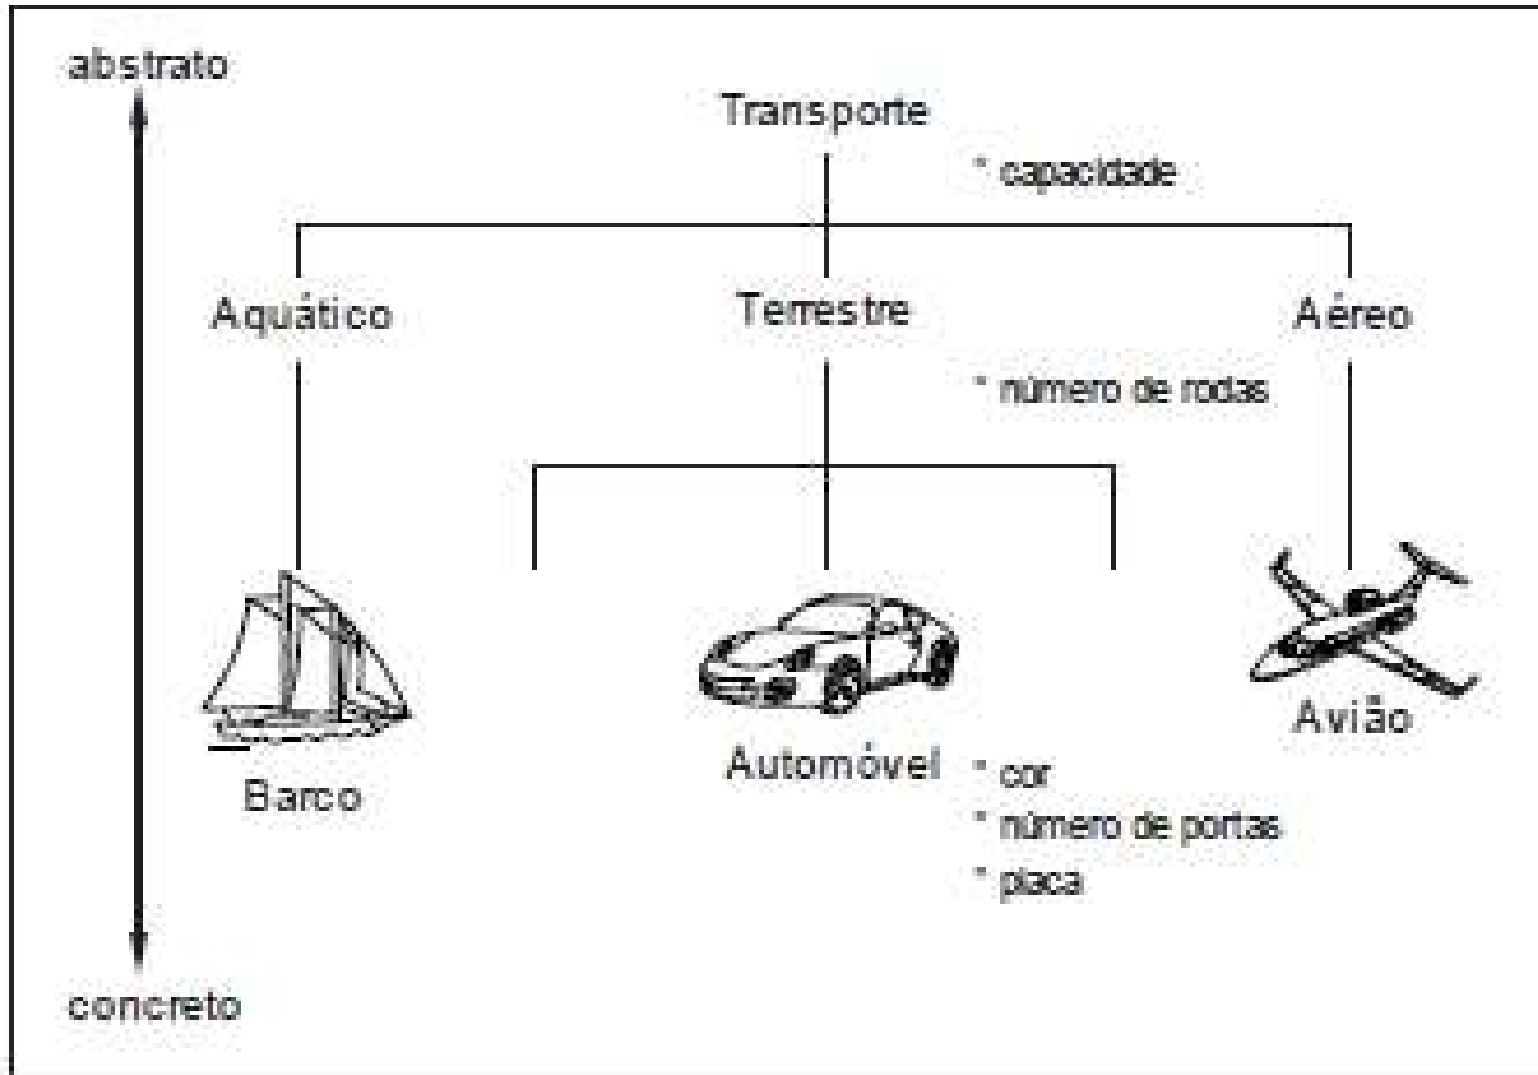 abstrato
Transporte
* capacidade
Aquático
Terrestre
Aéreo
* número de rodas
Barco
Automóvel
Avião
* cor
* número de portas
* placa
concreto